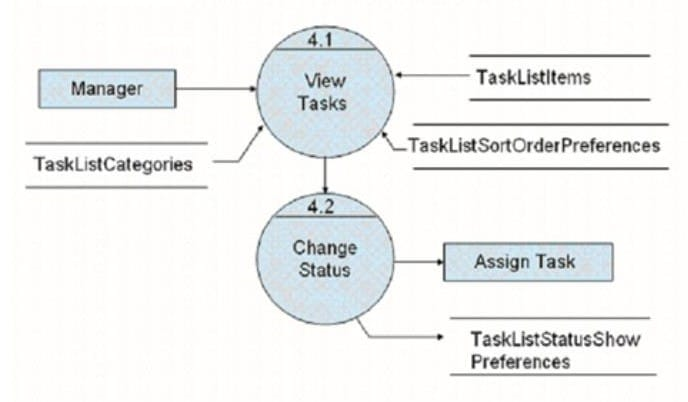 4.1
View
Tasks
Manager
TaskListItems
TaskListCategories
TaskListSortOrderPreferences
4.2
Change
Status
Assign Task
TaskListStatusShow
Preferences